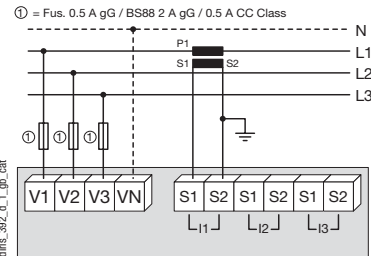 ① = Fus. 0.5 A gG / BS88 2 A gG / 0.5 A CC Class
N
P1
L1
S1 S2
L2
L3
① ① ①
V1 V2 V3 VN S1 S2 S1 S2 S1 S2
I1 I2 I3
diris_392_d_1_gb_cat